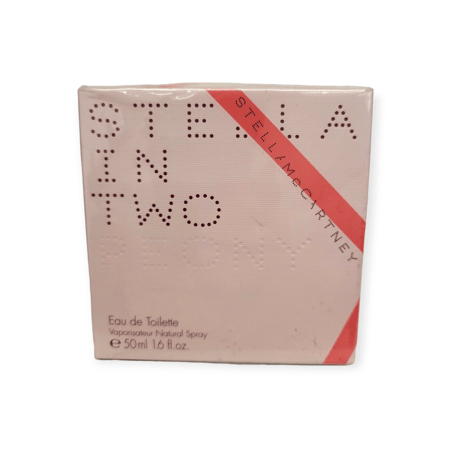 STELLA
IN
TWO
PEONY
STELLA McCARTNEY
Eau de Toilette
Vaporisateur Natural Spray
℮ 50ml 1.6 fl.oz.